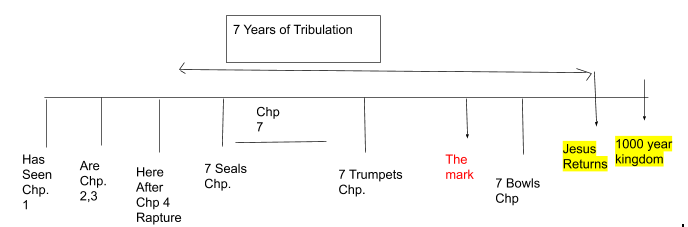 7 Years of Tribulation
Chp
7
Has
Seen
Chp.
1
Are
Chp.
2,3
Here
After
Chp 4
Rapture
7 Seals
Chp.
7 Trumpets
Chp.
The
mark
7 Bowls
Chp
Jesus
Returns
1000 year
kingdom